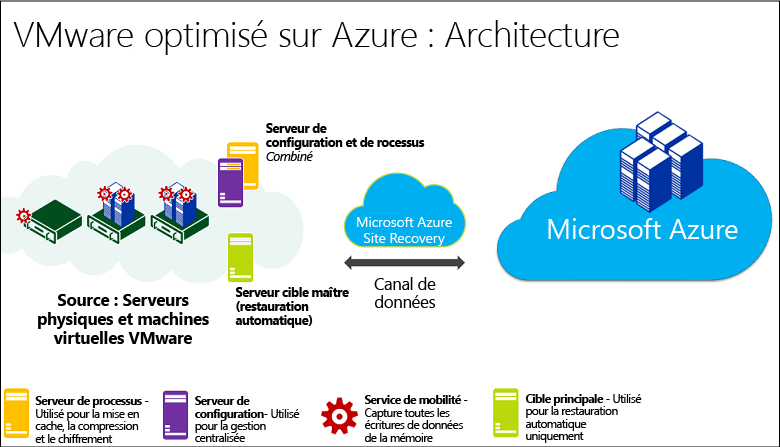 VMware optimisé sur Azure : Architecture
Serveur de
configuration et de rocessus
Combiné
Microsoft Azure
Site Recovery
Microsoft Azure
Canal de
données
Serveur cible maître
(restauration
automatique)
Source : Serveurs
physiques et machines
virtuelles VMware
Serveur de processus -
Utilisé pour la mise en
cache, la compression
et le chiffrement
Serveur de
configuration- Utilisé
pour la gestion
centralisée
Service de mobilité -
Capture toutes les
écritures de données
de la mémoire
Cible principale - Utilisé
pour la restauration
automatique
uniquement